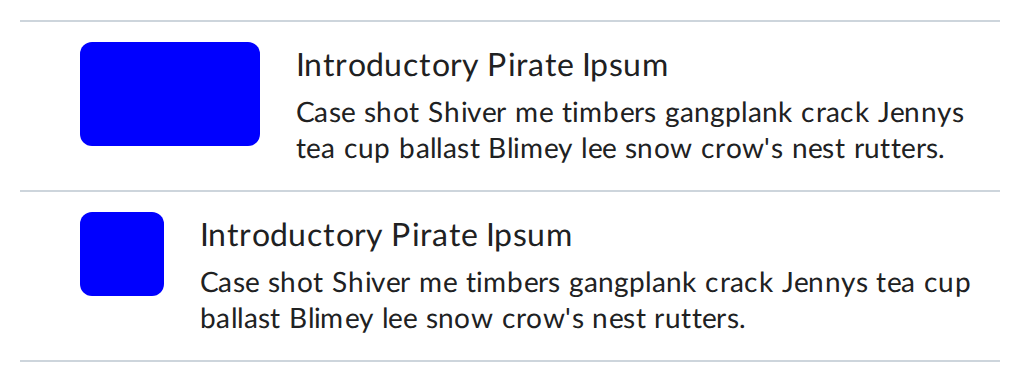 Introductory Pirate Ipsum
Case shot Shiver me timbers gangplank crack Jennys
tea cup ballast Blimey lee snow crow's nest rutters.
Introductory Pirate Ipsum
Case shot Shiver me timbers gangplank crack Jennys tea cup
ballast Blimey lee snow crow's nest rutters.